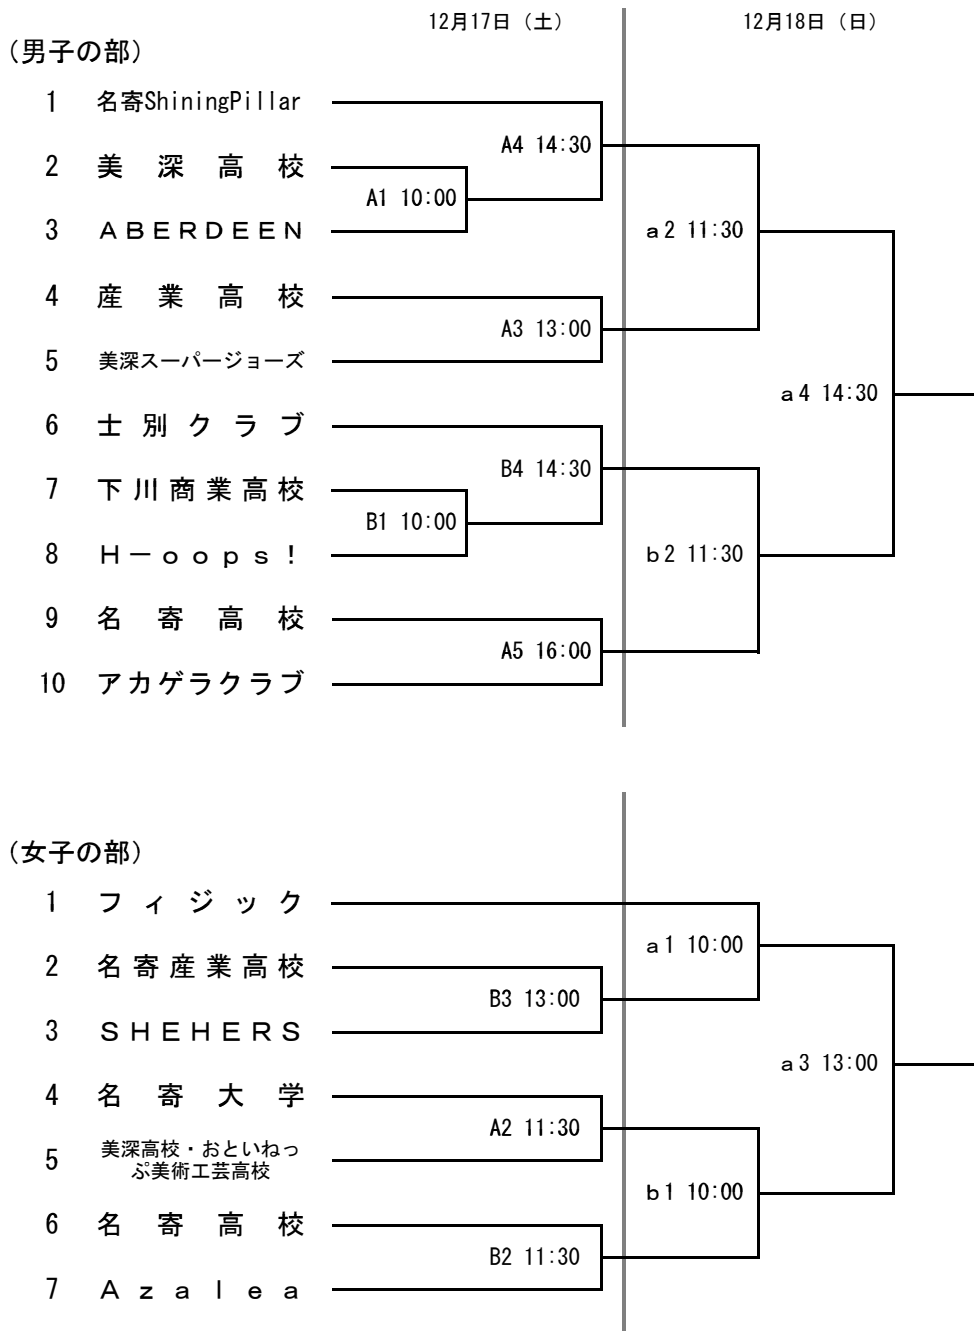 12月17日（土） 12月18日（日）
（男子の部）
1 名寄ShiningPillar
A4 14:30
2 美深高校
A1 10:00
3 ＡＢＥＲＤＥＥＮ
ａ2 11:30
4 産業高校
A3 13:00
5 美深スーパージョーズ
ａ4 14:30
6 士別クラブ
B4 14:30
7 下川商業高校
B1 10:00
8 Ｈ－ｏｏｐｓ！
ｂ2 11:30
9 名寄高校
A5 16:00
10 アカゲラクラブ
（女子の部）
1 フィジック
ａ1 10:00
2 名寄産業高校
B3 13:00
3 ＳＨＥＨＥＲＳ
ａ3 13:00
4 名寄大学
A2 11:30
5 美深高校・おといねっ
ぷ美術工芸高校
ｂ1 10:00
6 名寄高校
B2 11:30
7 Ａｚａｌｅａ